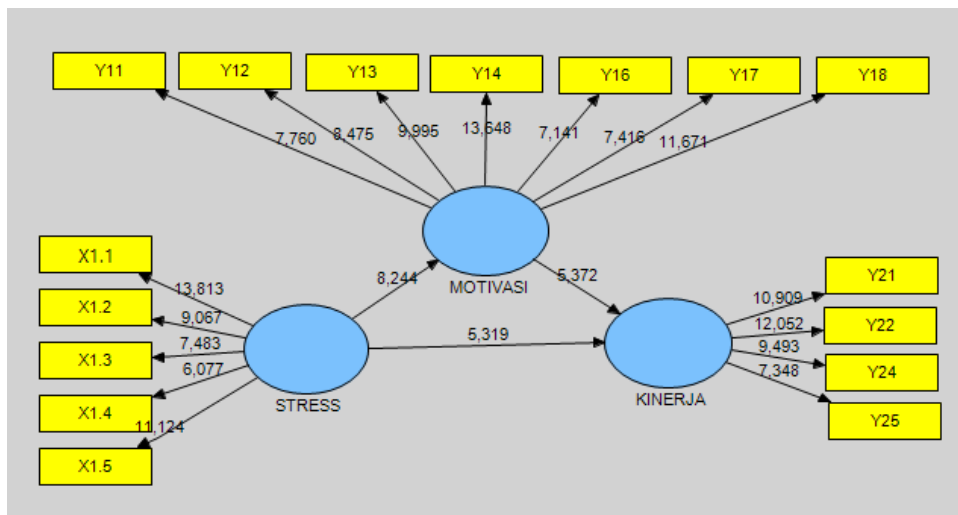 Y11
Y12
Y13
Y14
Y16
Y17
Y18
7,760
8,475
9,995
13,648
7,141
7,416
11,671
MOTIVASI
8,244
5,372
X1.1
X1.2
X1.3
X1.4
X1.5
13,813
9,067
7,483
6,077
11,124
STRESS
5,319
KINERJA
10,909
12,052
9,493
7,348
Y21
Y22
Y24
Y25